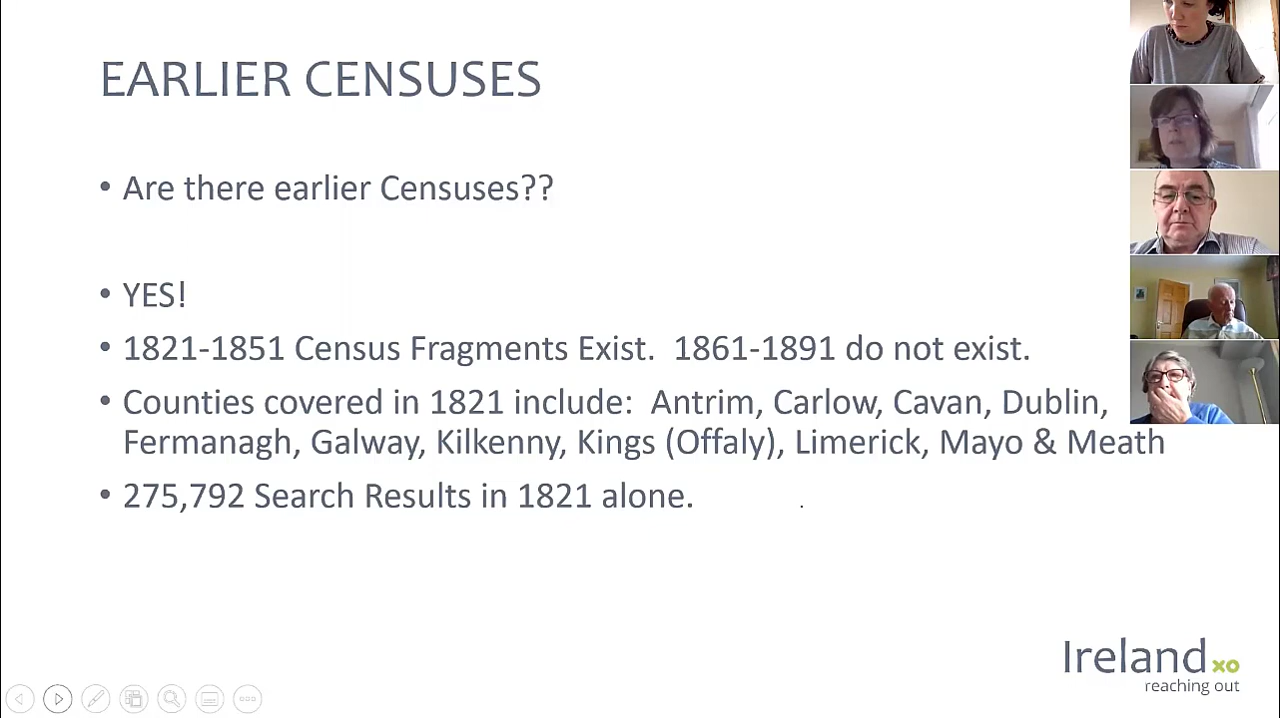 EARLIER CENSUSES
• Are there earlier Censuses??
• YES!
• 1821-1851 Census Fragments Exist.  1861-1891 do not exist.
• Counties covered in 1821 include:  Antrim, Carlow, Cavan, Dublin,
Fermanagh, Galway, Kilkenny, Kings (Offaly), Limerick, Mayo & Meath
• 275,792 Search Results in 1821 alone.
Ireland xo
reaching out